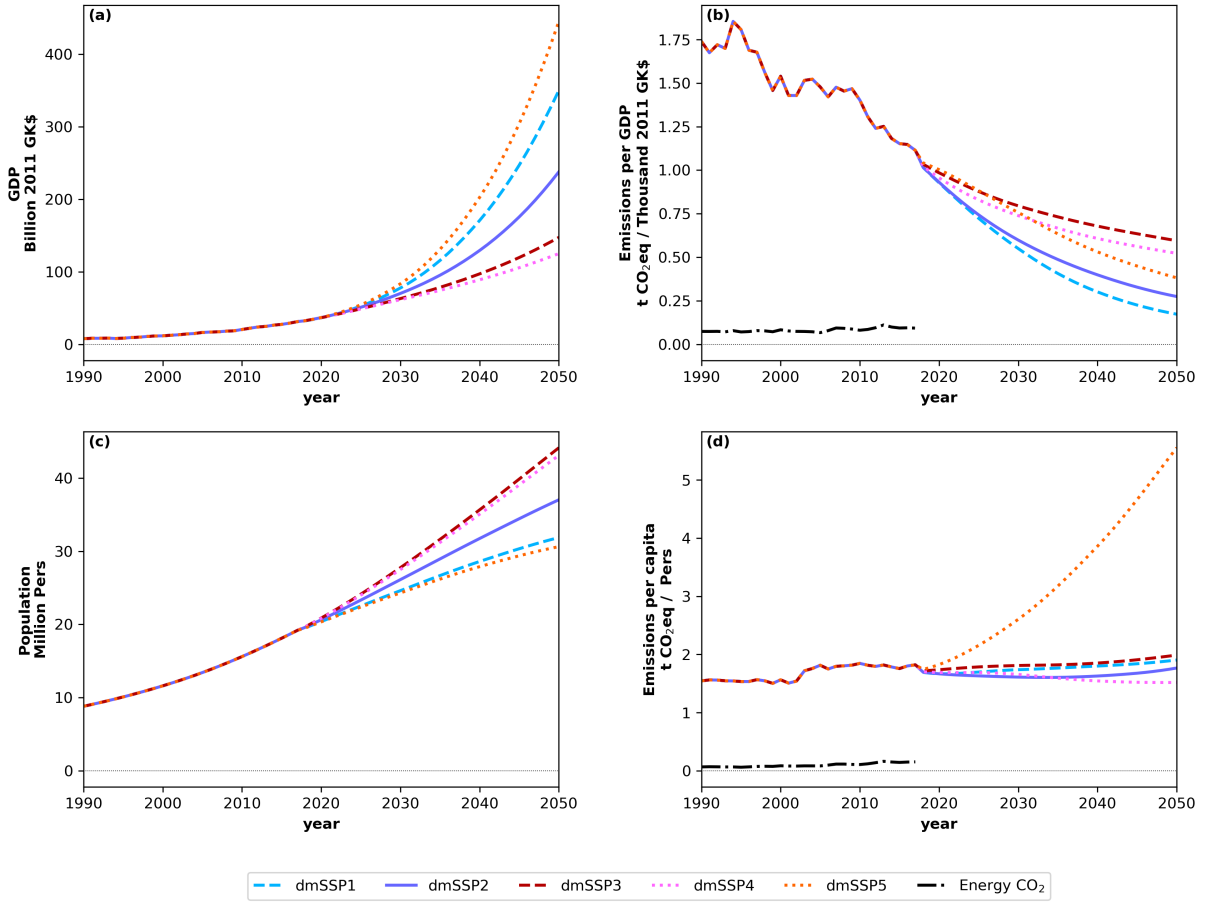 (a)
GDP
Billion 2011 GK$
400
300
200
100
0
1990 2000 2010 2020 2030 2040 2050
year
(b)
Emissions per GDP
t CO₂eq / Thousand 2011 GK$
1.75
1.50
1.25
1.00
0.75
0.50
0.25
0.00
1990 2000 2010 2020 2030 2040 2050
year
(c)
Population
Million Pers
40
30
20
10
0
1990 2000 2010 2020 2030 2040 2050
year
(d)
Emissions per capita
t CO₂eq / Pers
5
4
3
2
1
0
1990 2000 2010 2020 2030 2040 2050
year
dmSSP1 dmSSP2 dmSSP3 dmSSP4 dmSSP5 Energy CO₂